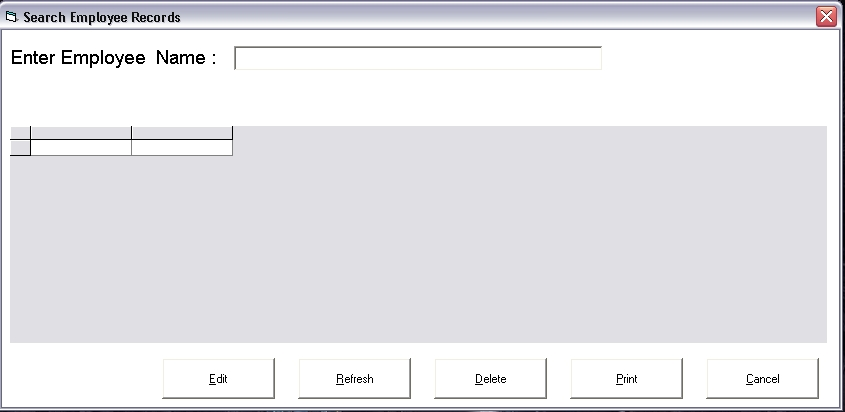 Search Employee Records
Enter Employee  Name :
Edit
Refresh
Delete
Print
Cancel